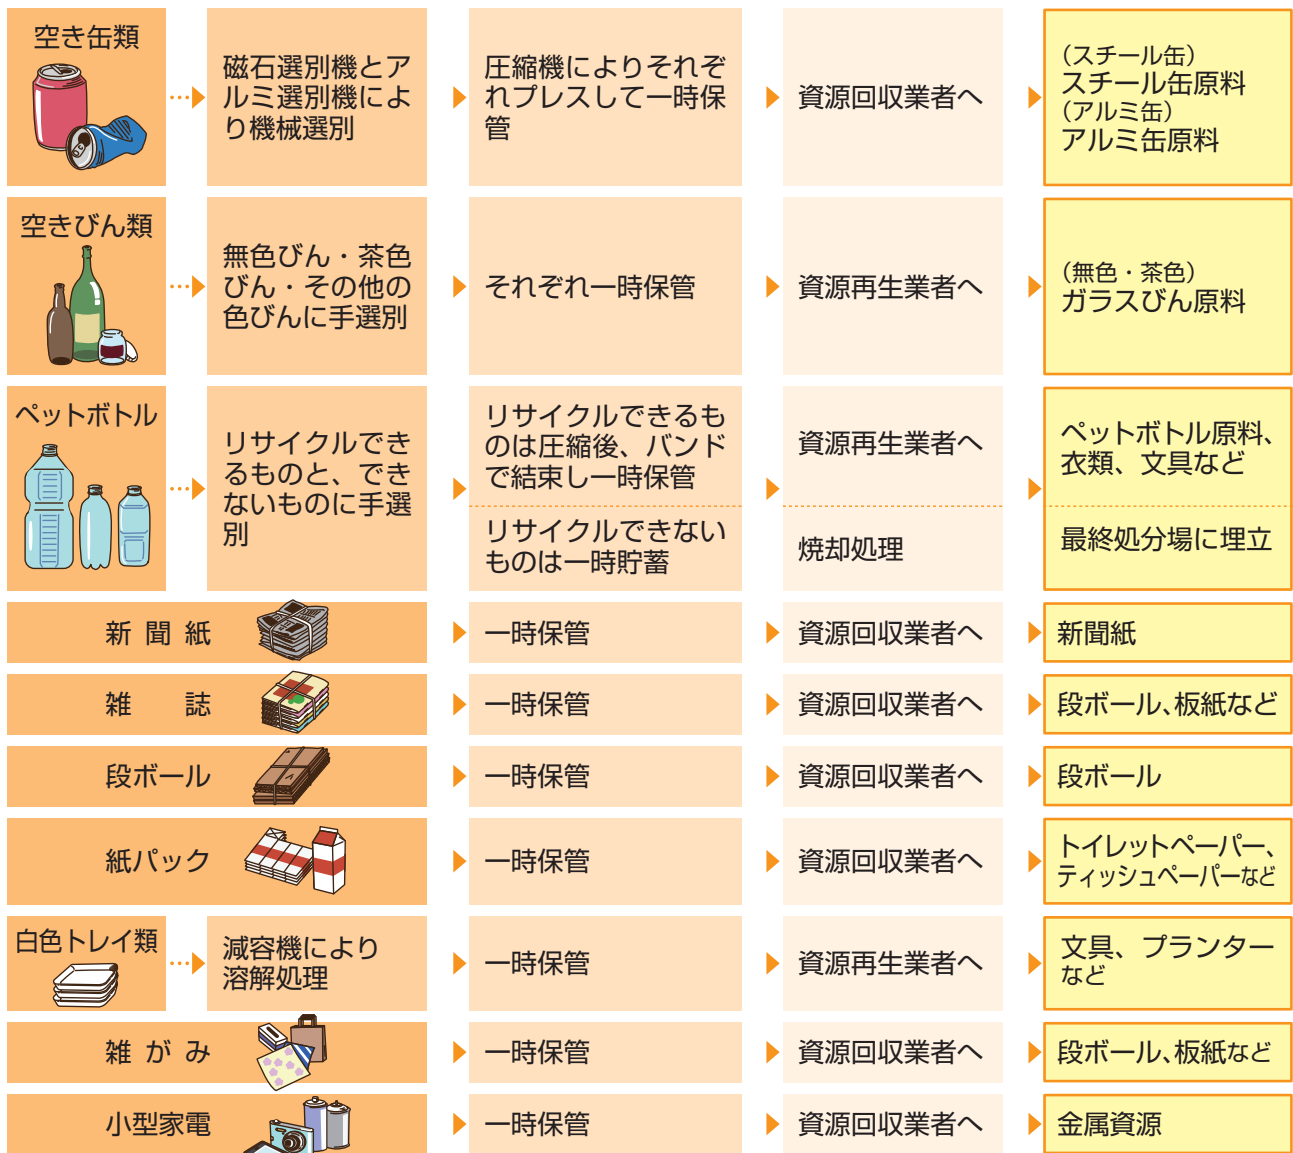 空き缶類
磁石選別機とア
ルミ選別機によ
り機械選別
圧縮機によりそれぞ
れプレスして一時保
管
資源回収業者へ
（スチール缶）
スチール缶原料
（アルミ缶）
アルミ缶原料
空きびん類
無色びん・茶色
びん・その他の
色びんに手選別
それぞれ一時保管
資源再生業者へ
（無色・茶色）
ガラスびん原料
ペットボトル
リサイクルでき
るものと、でき
ないものに手選
別
リサイクルできるも
のは圧縮後、バンド
で結束し一時保管
資源再生業者へ
ペットボトル原料、
衣類、文具など
リサイクルできない
ものは一時貯蓄
焼却処理
最終処分場に埋立
新聞紙
一時保管
資源回収業者へ
新聞紙
雑誌
一時保管
資源回収業者へ
段ボール、板紙など
段ボール
一時保管
資源回収業者へ
段ボール
紙パック
一時保管
資源回収業者へ
トイレットペーパー、
ティッシュペーパーなど
白色トレイ類
減容機により
溶解処理
一時保管
資源再生業者へ
文具、プランター
など
雑がみ
一時保管
資源回収業者へ
段ボール、板紙など
小型家電
一時保管
資源回収業者へ
金属資源